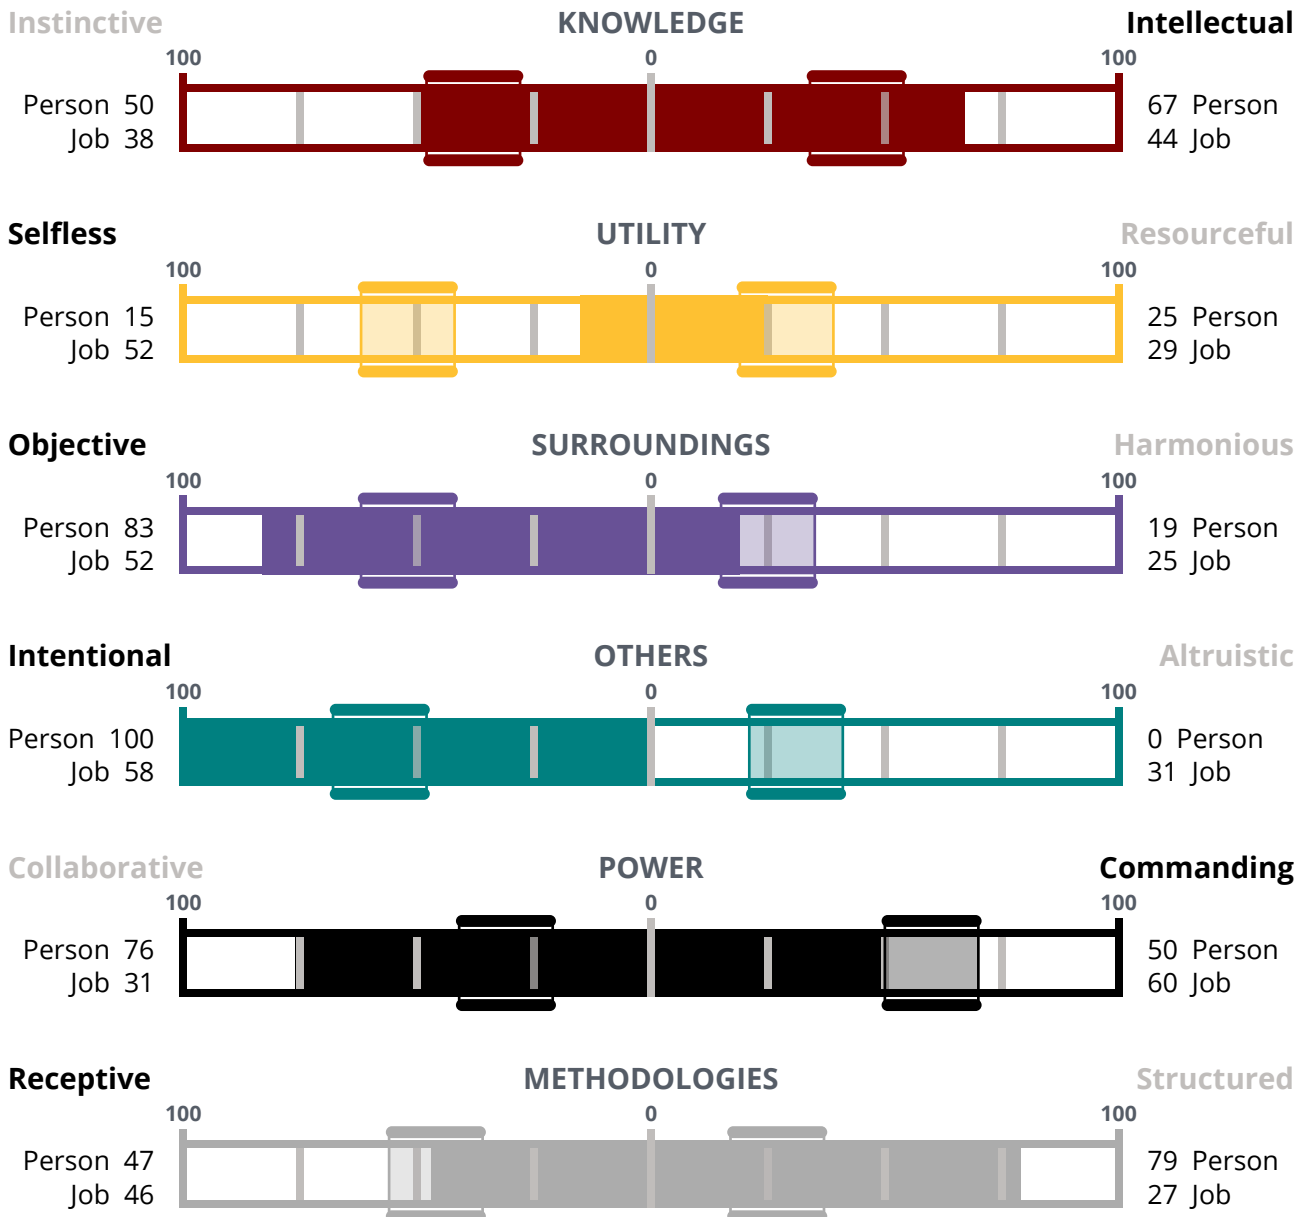 Instinctive KNOWLEDGE Intellectual
100 0 100
Person 50 67 Person
Job 38 44 Job
Selfless UTILITY Resourceful
100 0 100
Person 15 25 Person
Job 52 29 Job
Objective SURROUNDINGS Harmonious
100 0 100
Person 83 19 Person
Job 52 25 Job
Intentional OTHERS Altruistic
100 0 100
Person 100 0 Person
Job 58 31 Job
Collaborative POWER Commanding
100 0 100
Person 76 50 Person
Job 31 60 Job
Receptive METHODOLOGIES Structured
100 0 100
Person 47 79 Person
Job 46 27 Job